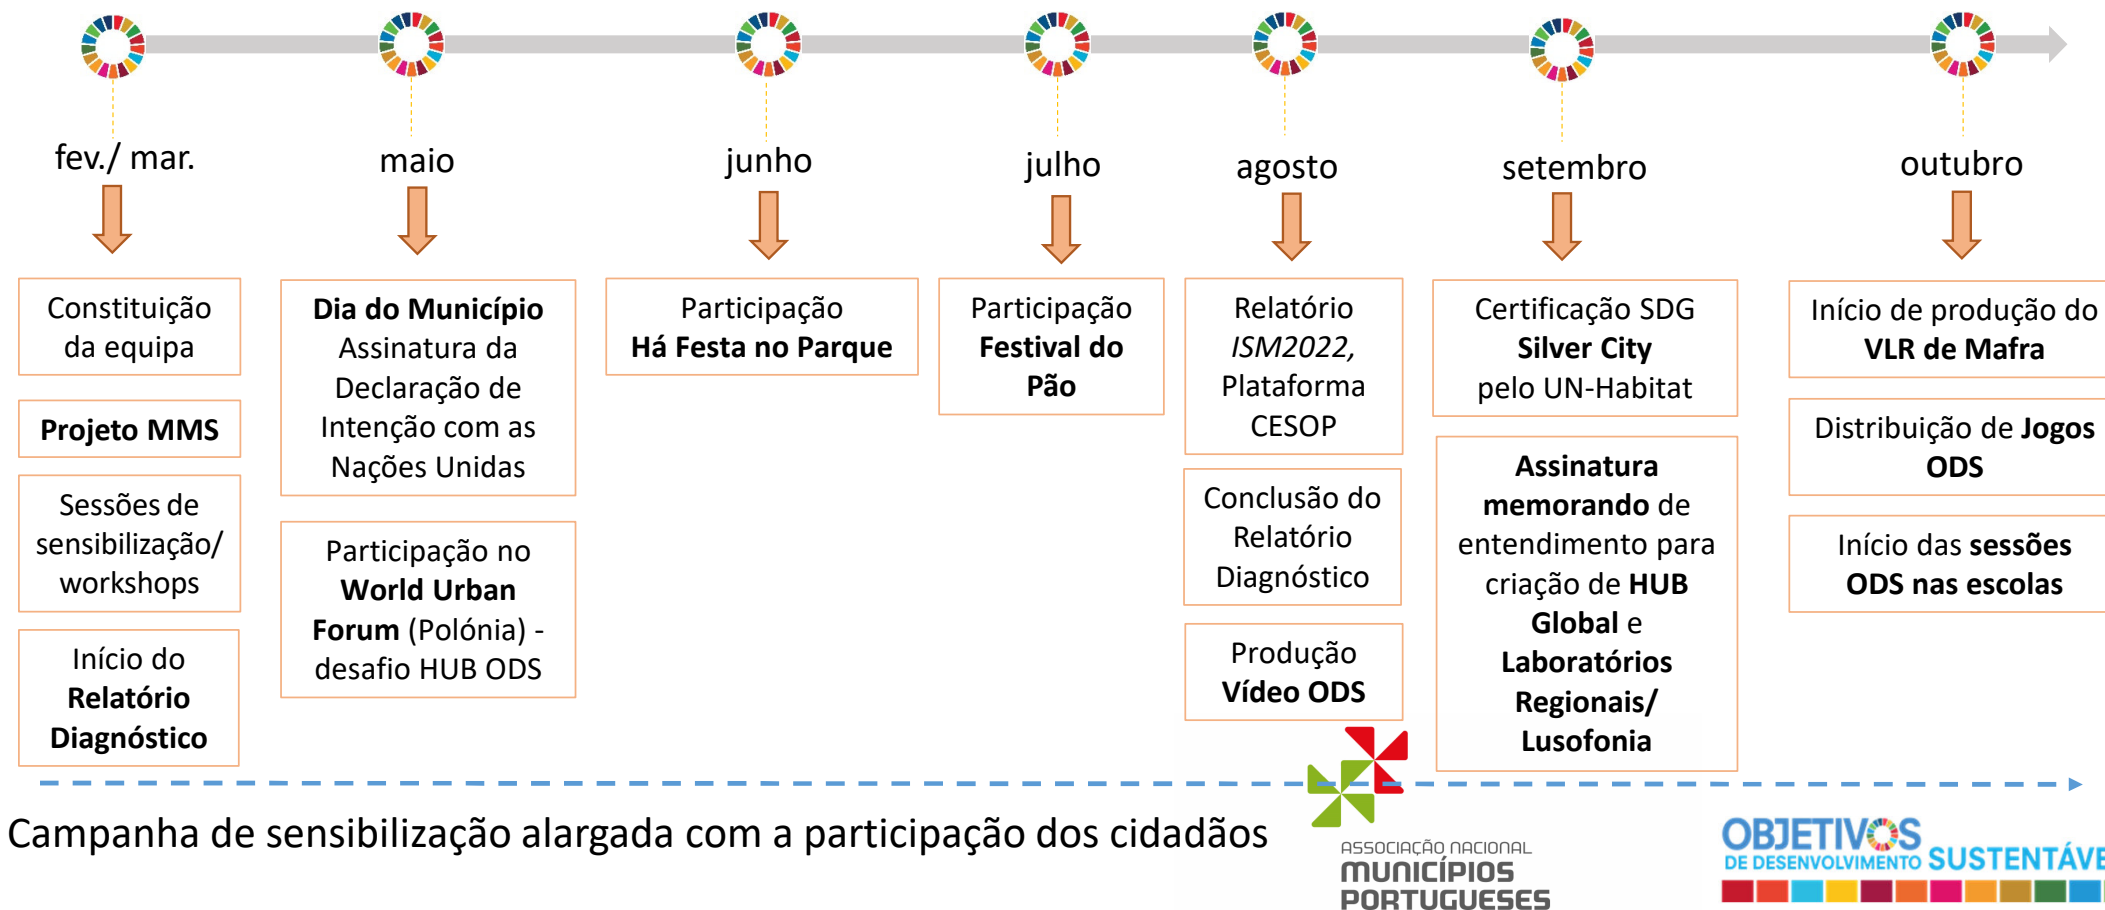 fev./ mar.
maio
junho
julho
agosto
setembro
outubro
Constituição
da equipa
Projeto MMS
Sessões de
sensibilização/
workshops
Início do
Relatório
Diagnóstico
Dia do Município
Assinatura da
Declaração de
Intenção com as
Nações Unidas
Participação no
World Urban
Forum (Polónia) -
desafio HUB ODS
Participação
Há Festa no Parque
Participação
Festival do
Pão
Relatório
ISM2022,
Plataforma
CESOP
Conclusão do
Relatório
Diagnóstico
Produção
Vídeo ODS
Certificação SDG
Silver City
pelo UN-Habitat
Assinatura
memorando de
entendimento para
criação de HUB
Global e
Laboratórios
Regionais/
Lusofonia
Início de produção do
VLR de Mafra
Distribuição de Jogos
ODS
Início das sessões
ODS nas escolas
Campanha de sensibilização alargada com a participação dos cidadãos
ASSOCIAÇÃO NACIONAL
MUNICÍPIOS
PORTUGUESES
OBJETIVOS
DE DESENVOLVIMENTO SUSTENTÁVE